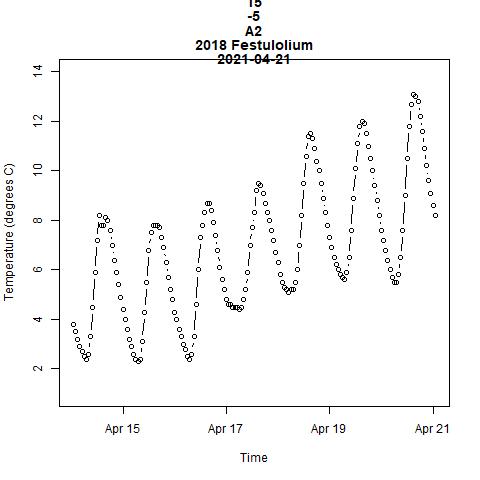 15
-5
A2
2018 Festulolium
2021-04-21
Temperature (degrees C)
14
12
10
8
6
4
2
Apr 15
Apr 17
Apr 19
Apr 21
Time